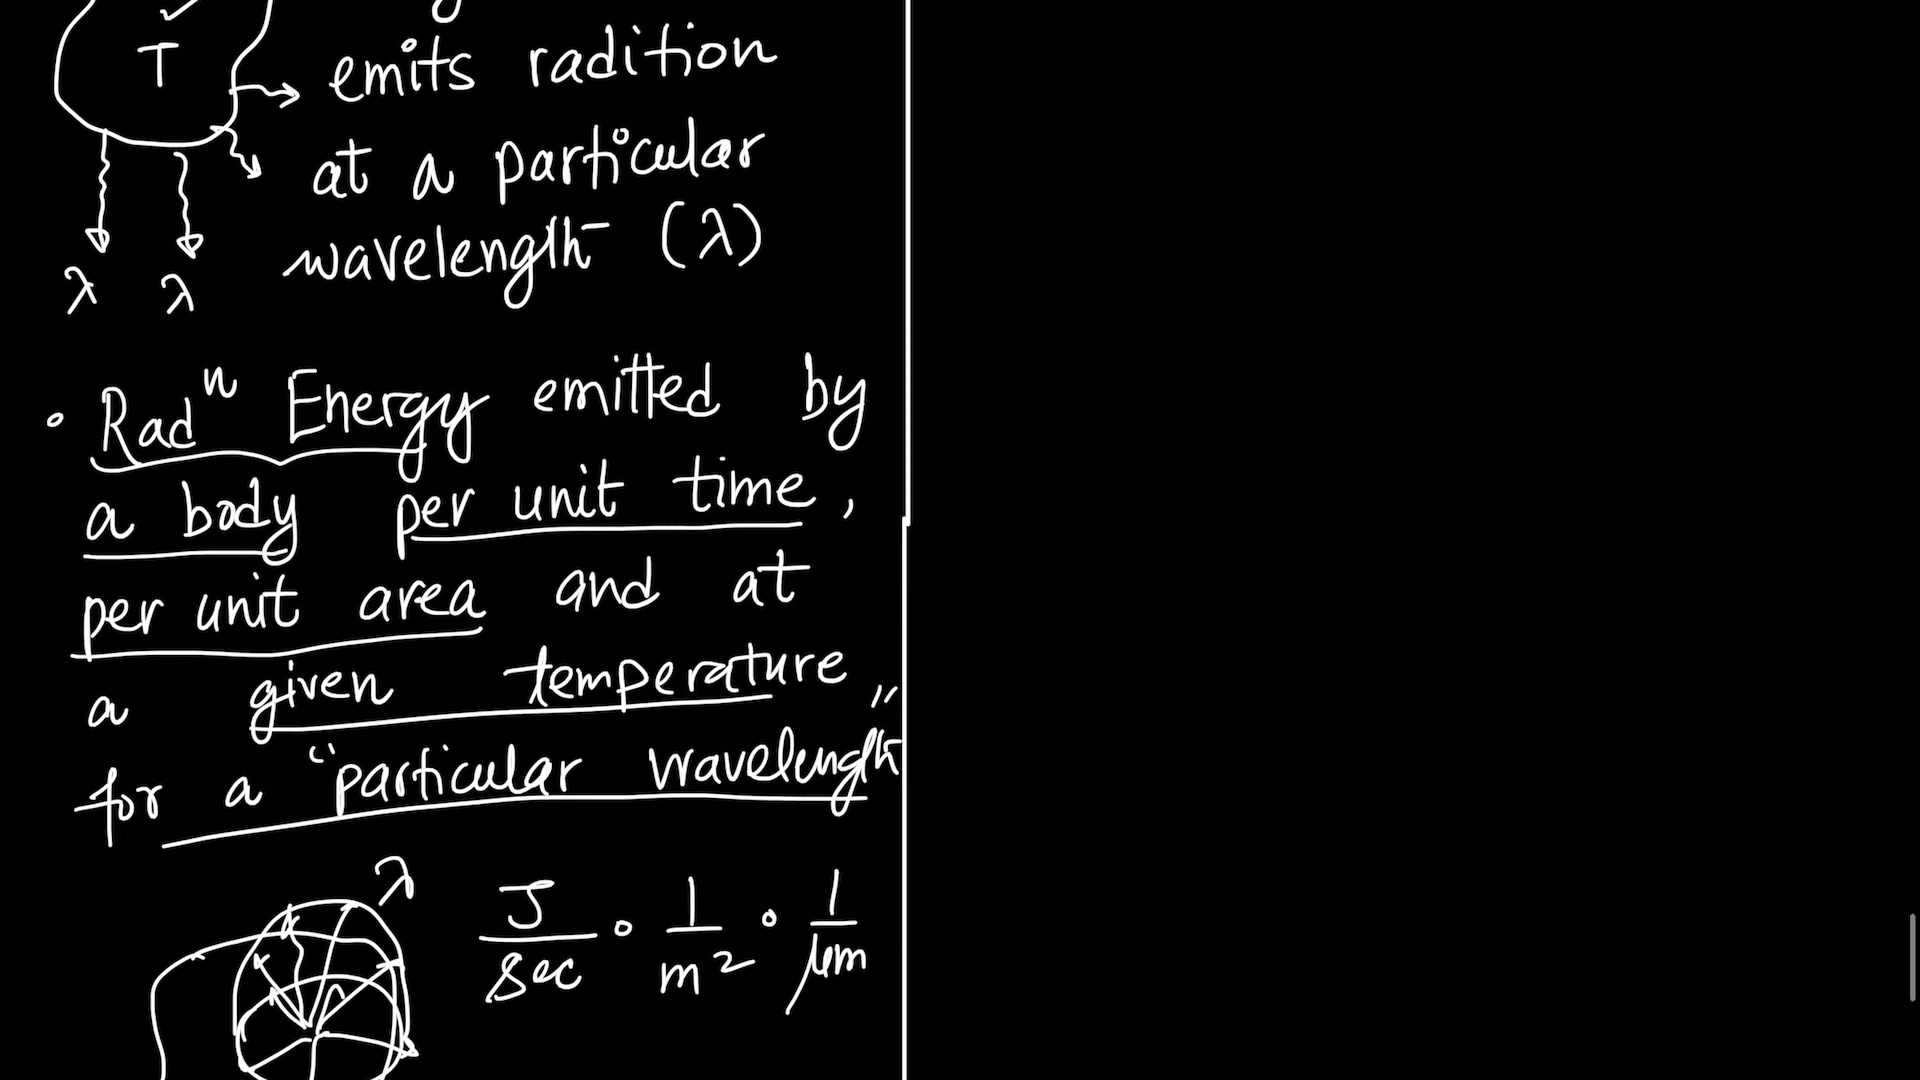 T
emits radition
at a particular
wavelength (λ)
λ λ
• Radⁿ Energy emitted by
a body per unit time,
per unit area and at
a given temperature
for a "particular wavelength"
λ
J/sec · 1/m² · 1/μm